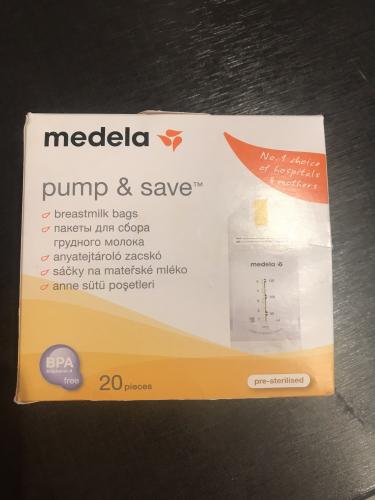 medela
No. 1 choice
of hospitals
& mothers
pump & save™
breastmilk bags
пакеты для сбора
грудного молока
anyatejtároló zacskó
sáčky na mateřské mléko
anne sütü poşetleri
medela
BPA
free
20 pieces
pre-sterilised